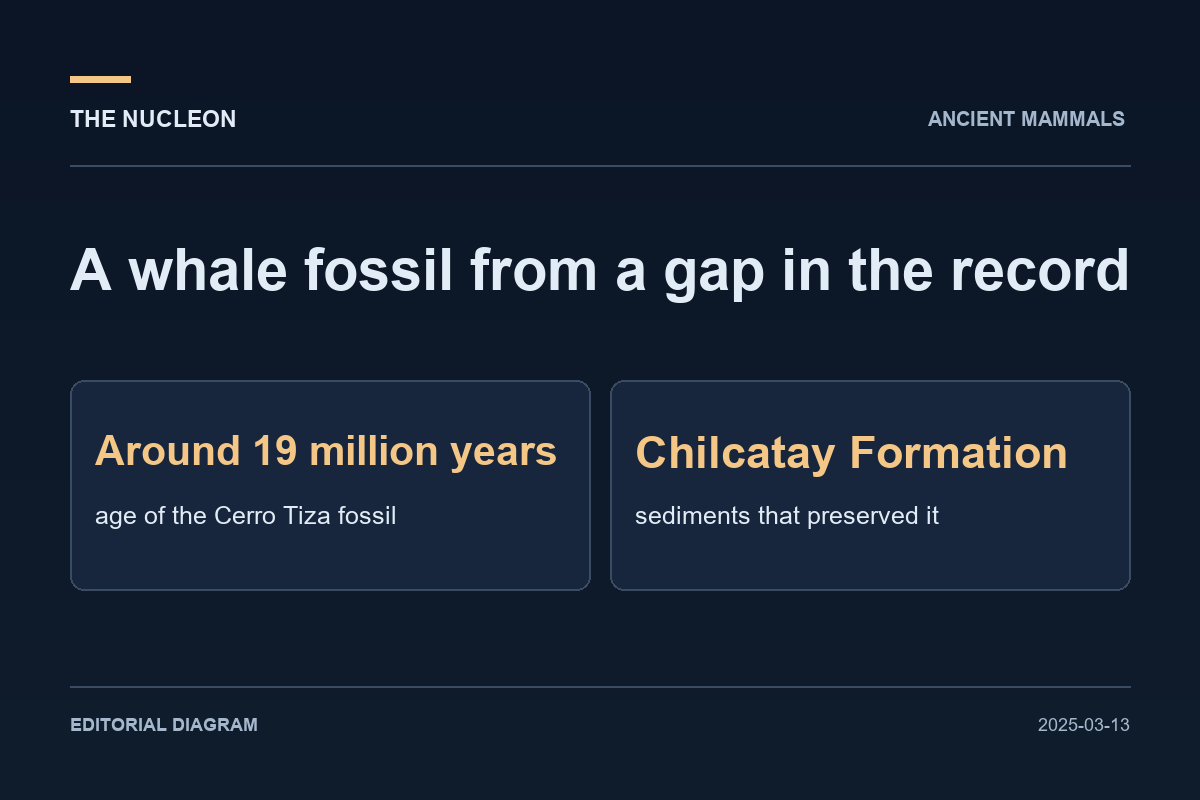 THE NUCLEON
ANCIENT MAMMALS
A whale fossil from a gap in the record
Around 19 million years
age of the Cerro Tiza fossil
Chilcatay Formation
sediments that preserved it
EDITORIAL DIAGRAM
2025-03-13